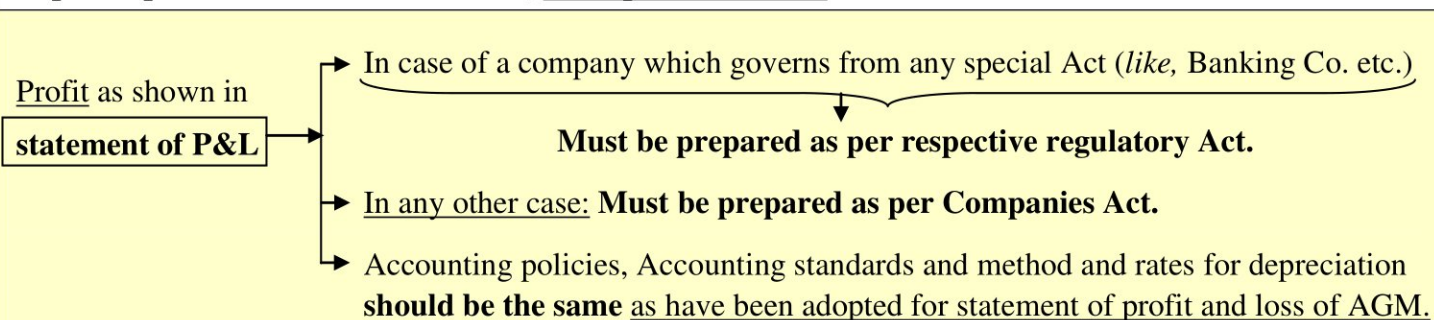 Profit as shown in
statement of P&L
In case of a company which governs from any special Act (like, Banking Co. etc.)
Must be prepared as per respective regulatory Act.
In any other case: Must be prepared as per Companies Act.
Accounting policies, Accounting standards and method and rates for depreciation
should be the same as have been adopted for statement of profit and loss of AGM.